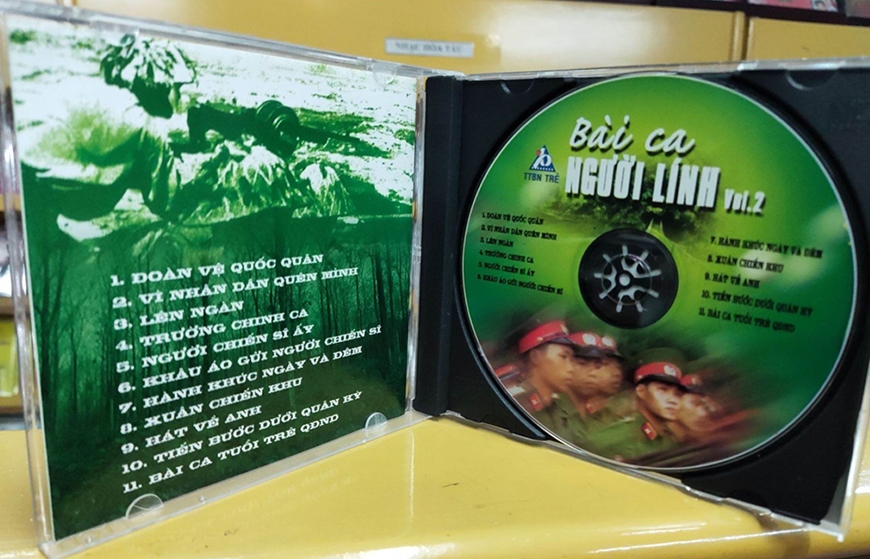 NHẠC HÒA TẤU
1. ĐOÀN VỆ QUỐC QUÂN
2. VÌ NHÂN DÂN QUÊN MÌNH
3. LÊN NGÀN
4. TRƯỜNG CHINH CA
5. NGƯỜI CHIẾN SĨ ẤY
6. KHÂU ÁO GỬI NGƯỜI CHIẾN SĨ
7. HÀNH KHÚC NGÀY VÀ ĐÊM
8. XUÂN CHIẾN KHU
9. HÁT VỀ ANH
10. TIẾN BƯỚC DƯỚI QUÂN KỲ
11. BÀI CA TUỔI TRẺ QĐND
Bài ca
NGƯỜI LÍNH Vol.2
TTBN TRẺ
1. ĐOÀN VỆ QUỐC QUÂN
2. VÌ NHÂN DÂN QUÊN MÌNH
3. LÊN NGÀN
4. TRƯỜNG CHINH CA
5. NGƯỜI CHIẾN SĨ ẤY
6. KHÂU ÁO GỬI NGƯỜI CHIẾN SĨ
7. HÀNH KHÚC NGÀY VÀ ĐÊM
8. XUÂN CHIẾN KHU
9. HÁT VỀ ANH
10. TIẾN BƯỚC DƯỚI QUÂN KỲ
11. BÀI CA TUỔI TRẺ QĐND